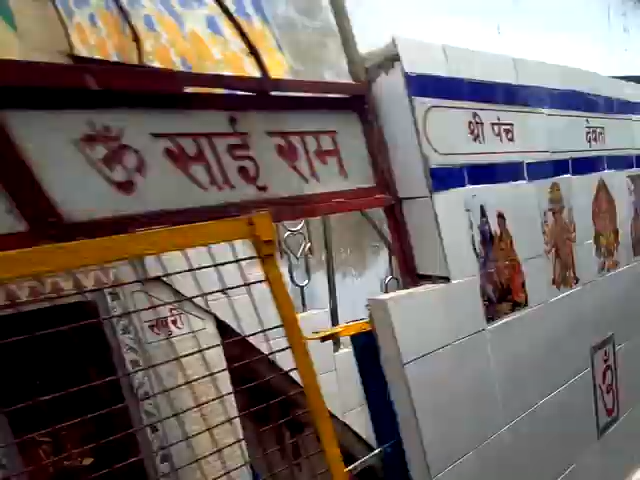 ॐ साईं राम
श्री पंच
देवता
ॐ